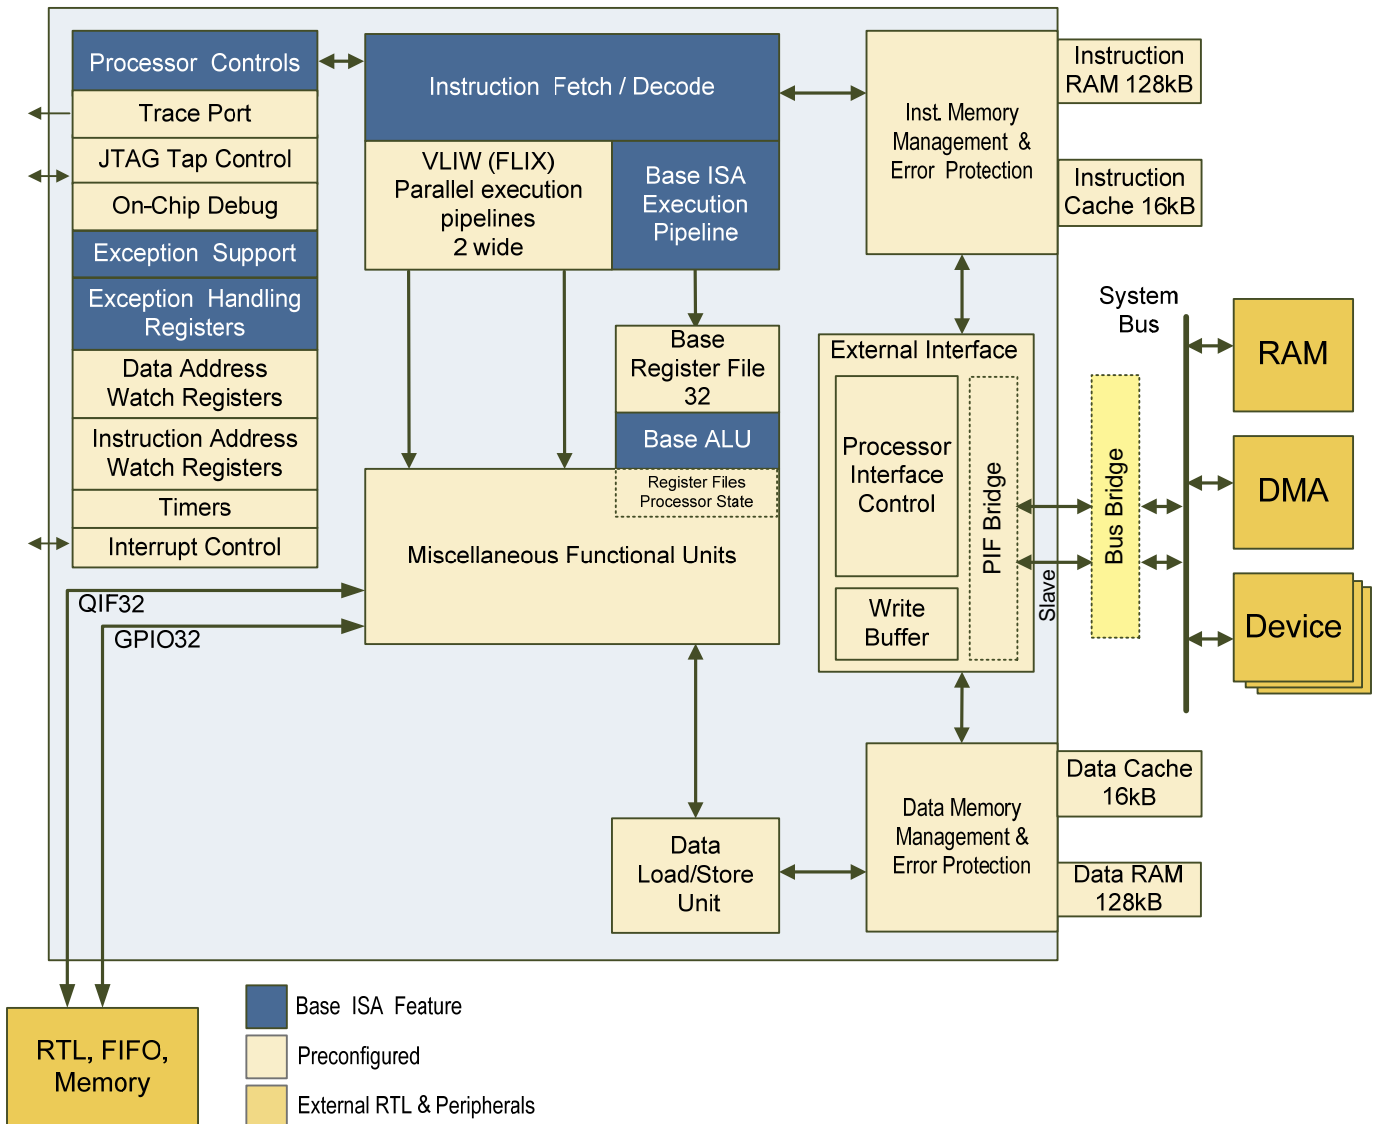 Processor Controls
Trace Port
JTAG Tap Control
On-Chip Debug
Exception Support
Exception Handling
Registers
Data Address
Watch Registers
Instruction Address
Watch Registers
Timers
Interrupt Control
QIF32
GPIO32
Instruction Fetch / Decode
VLIW (FLIX)
Parallel execution
pipelines
2 wide
Base ISA
Execution
Pipeline
Base
Register File
32
Base ALU
Register Files
Processor State
Miscellaneous Functional Units
Data
Load/Store
Unit
Inst. Memory
Management &
Error Protection
Instruction
RAM 128kB
Instruction
Cache 16kB
External Interface
Processor
Interface
Control
Write
Buffer
PIF Bridge
Slave
Bus Bridge
System
Bus
RAM
DMA
Device
Data Memory
Management &
Error Protection
Data Cache
16kB
Data RAM
128kB
RTL, FIFO,
Memory
Base ISA Feature
Preconfigured
External RTL & Peripherals